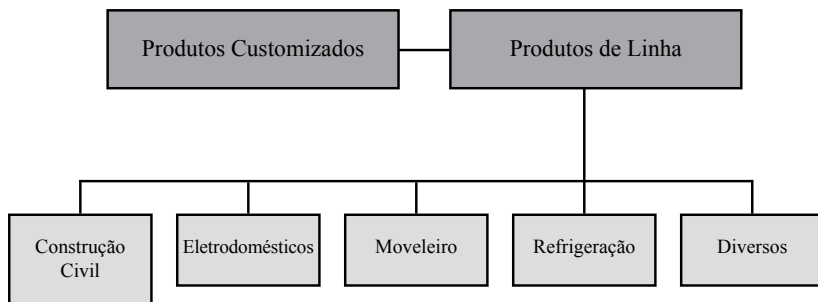 Produtos Customizados
Produtos de Linha
Construção
Civil
Eletrodomésticos
Moveleiro
Refrigeração
Diversos